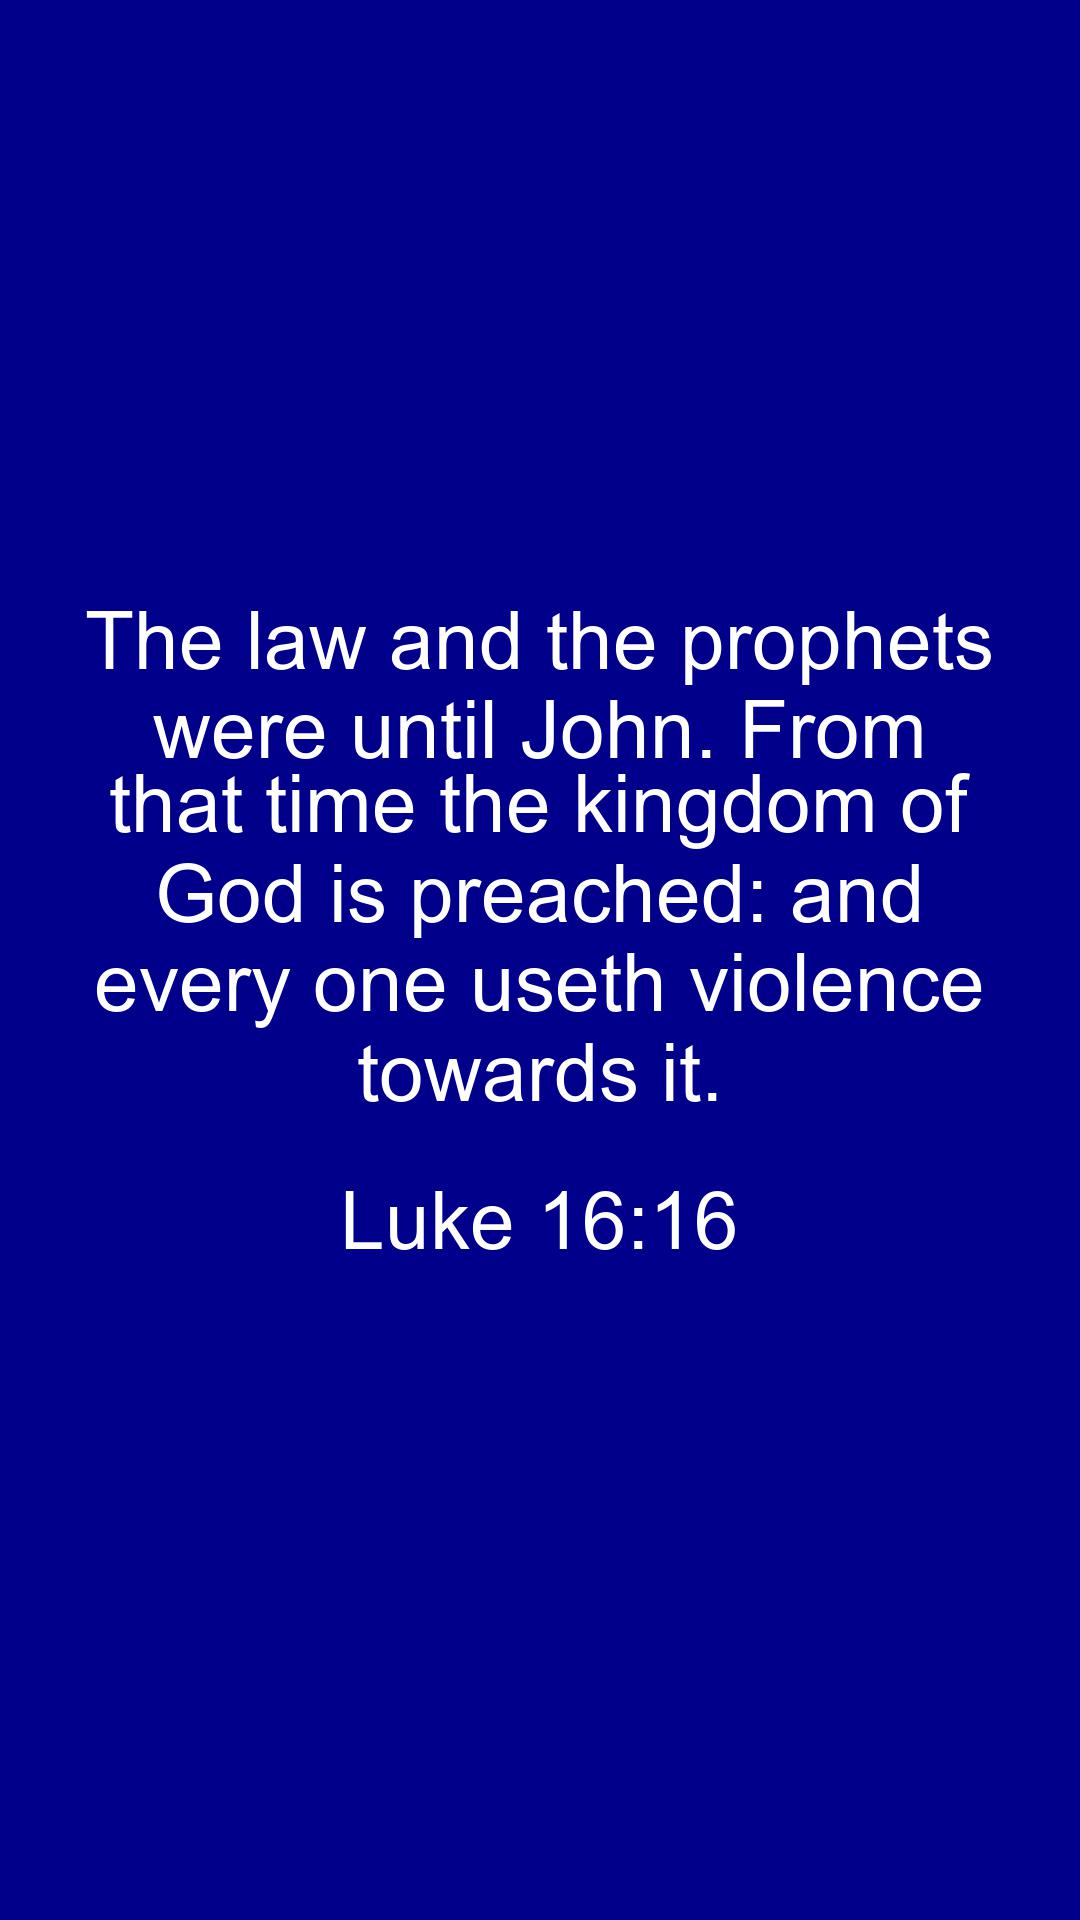 The law and the prophets
were until John. From
that time the kingdom of
God is preached: and
every one useth violence
towards it.
Luke 16:16